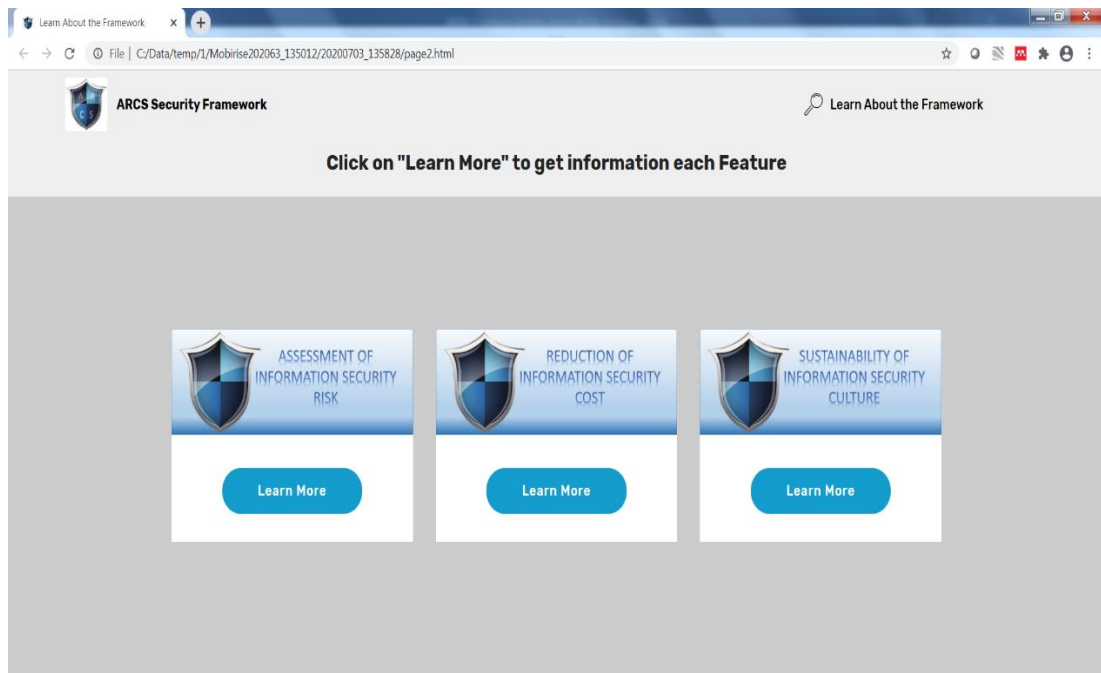 Learn About the Framework
File | C:/Data/temp/1/Mobirise202063_135012/20200703_135828/page2.html
A R
C S
ARCS Security Framework
Learn About the Framework
Click on "Learn More" to get information each Feature
ASSESSMENT OF
INFORMATION SECURITY
RISK
REDUCTION OF
INFORMATION SECURITY
COST
SUSTAINABILITY OF
INFORMATION SECURITY
CULTURE
Learn More
Learn More
Learn More